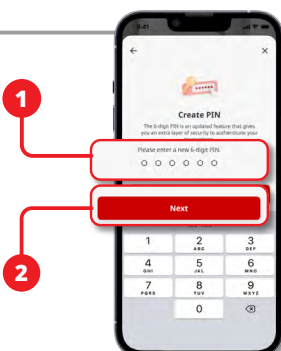 9:41
Create PIN
The 6-digit PIN is an updated feature that gives
you an extra layer of security to authenticate your
1
Please enter a new 6-digit PIN.
Next
2
1
2
ABC
3
DEF
4
GHI
5
JKL
6
MNO
7
PQRS
8
TUV
9
WXYZ
0